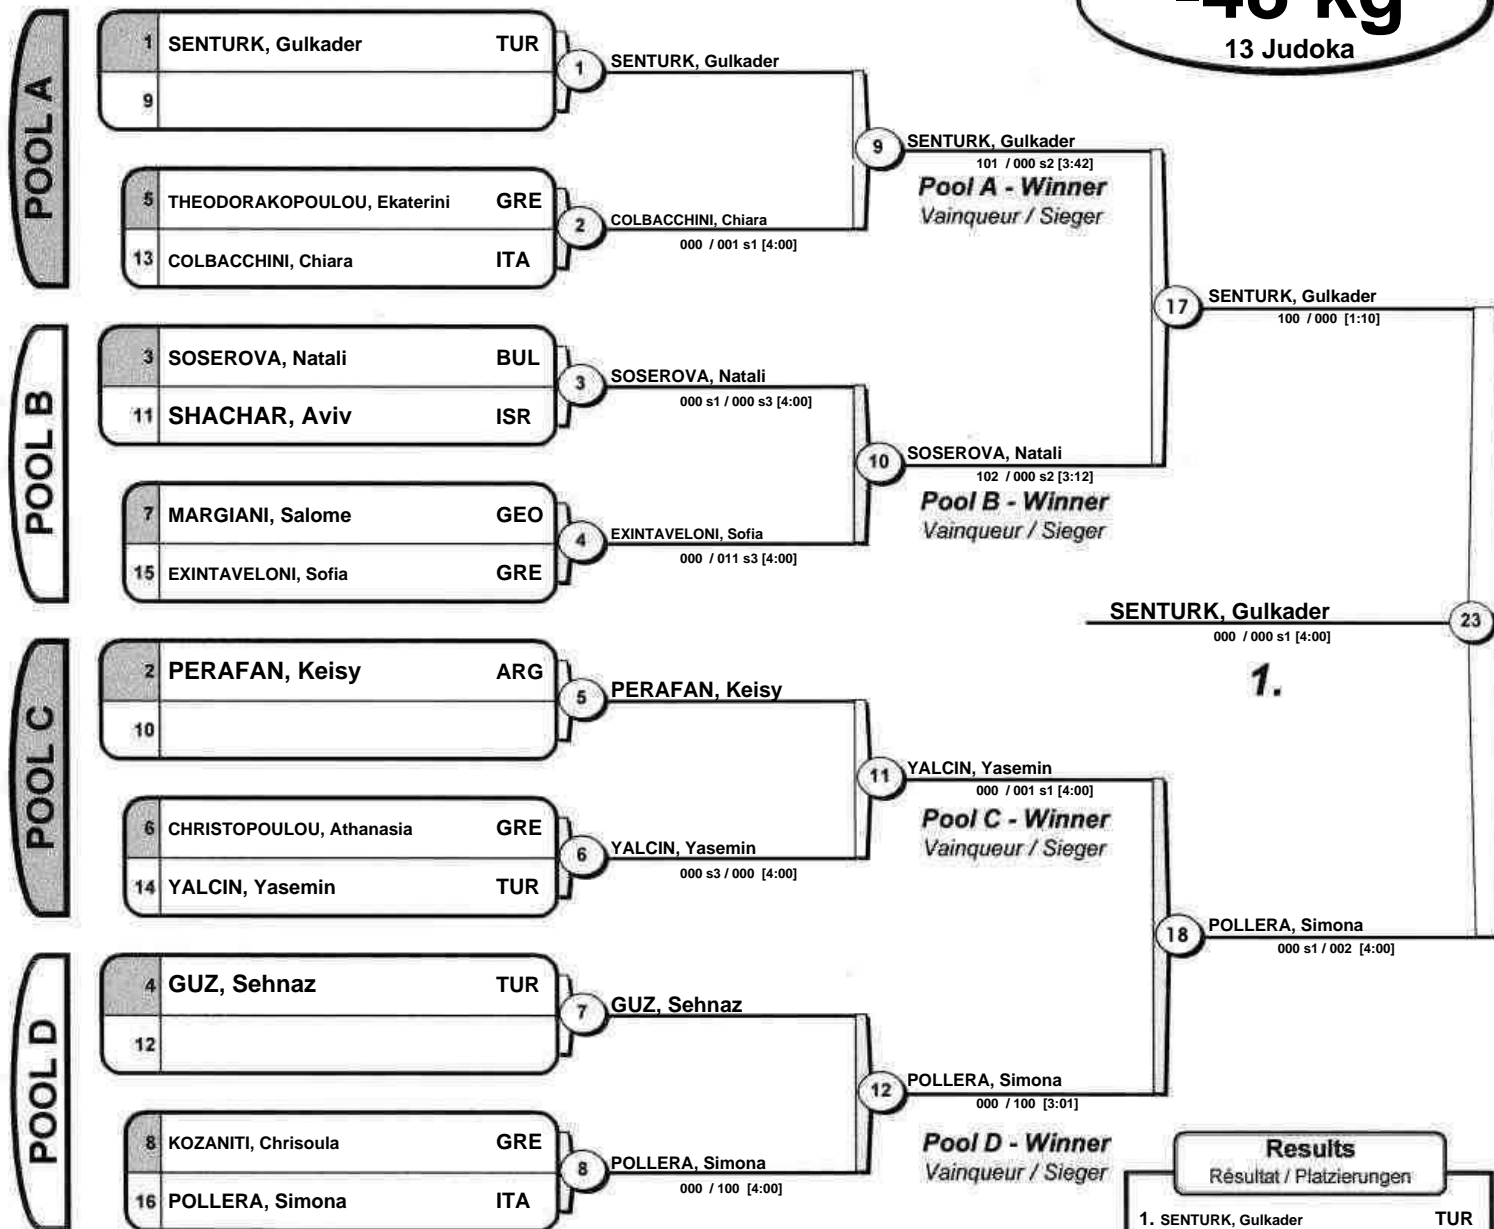 -48 kg
13 Judoka
POOL A
1 SENTURK, Gulkader TUR
9
1
SENTURK, Gulkader
5 THEODORAKOPOULOU, Ekaterini GRE
13 COLBACCHINI, Chiara ITA
2
COLBACCHINI, Chiara
000 / 001 s1 [4:00]
9
SENTURK, Gulkader
101 / 000 s2 [3:42]
Pool A - Winner
Vainqueur / Sieger
POOL B
3 SOSEROVA, Natali BUL
11 SHACHAR, Aviv ISR
3
SOSEROVA, Natali
000 s1 / 000 s3 [4:00]
7 MARGIANI, Salome GEO
15 EXINTAVELONI, Sofia GRE
4
EXINTAVELONI, Sofia
000 / 011 s3 [4:00]
10
SOSEROVA, Natali
102 / 000 s2 [3:12]
Pool B - Winner
Vainqueur / Sieger
17
SENTURK, Gulkader
100 / 000 [1:10]
SENTURK, Gulkader
000 / 000 s1 [4:00]
23
1.
POOL C
2 PERAFAN, Keisy ARG
10
5
PERAFAN, Keisy
6 CHRISTOPOULOU, Athanasia GRE
14 YALCIN, Yasemin TUR
6
YALCIN, Yasemin
000 s3 / 000 [4:00]
11
YALCIN, Yasemin
000 / 001 s1 [4:00]
Pool C - Winner
Vainqueur / Sieger
POOL D
4 GUZ, Sehnaz TUR
12
7
GUZ, Sehnaz
8 KOZANITI, Chrisoula GRE
16 POLLERA, Simona ITA
8
POLLERA, Simona
000 / 100 [4:00]
12
POLLERA, Simona
000 / 100 [3:01]
Pool D - Winner
Vainqueur / Sieger
18
POLLERA, Simona
000 s1 / 002 [4:00]
Results
Résultat / Platzierungen
1. SENTURK, Gulkader TUR